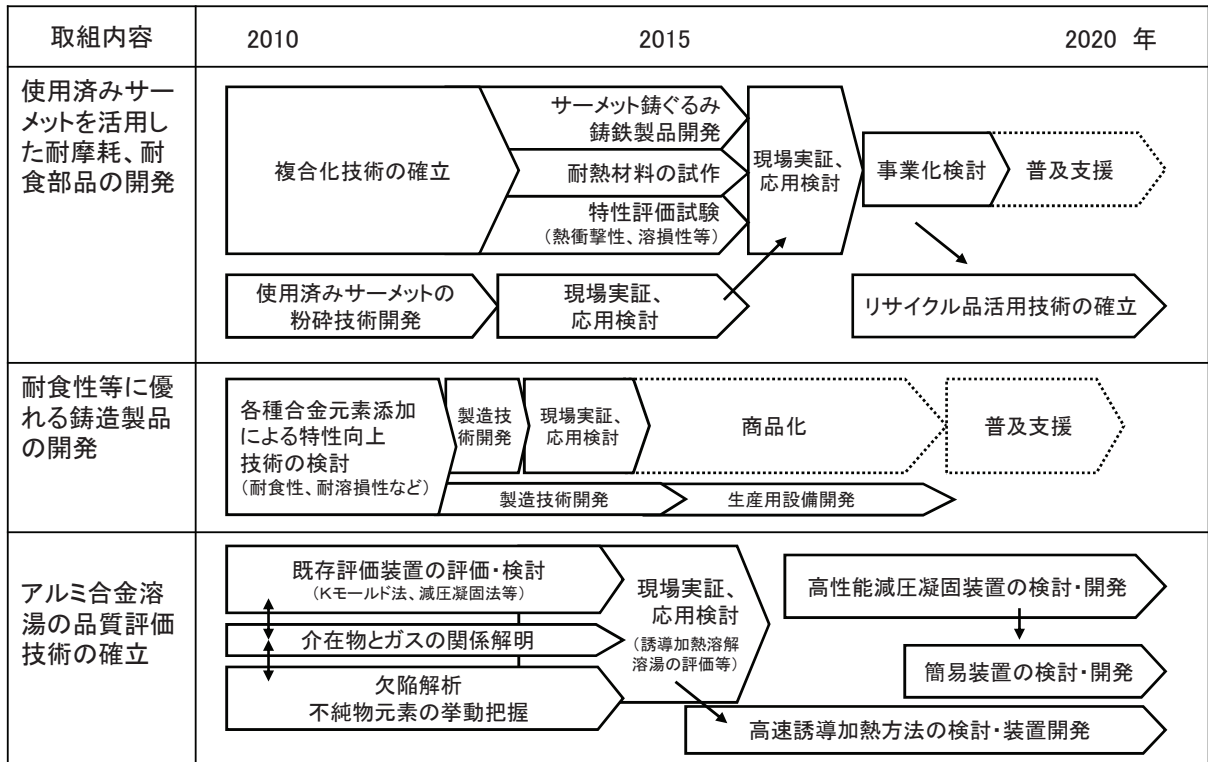 取組内容
2010
2015
2020 年
使用済みサー
メットを活用し
た耐摩耗、耐
食部品の開発
複合化技術の確立
サーメット鋳ぐるみ
鋳鉄製品開発
耐熱材料の試作
特性評価試験
(熱衝撃性、溶損性等)
現場実証、
応用検討
事業化検討
普及支援
使用済みサーメットの
粉砕技術開発
現場実証、
応用検討
リサイクル品活用技術の確立
耐食性等に優
れる鋳造製品
の開発
各種合金元素添加
による特性向上
技術の検討
(耐食性、耐溶損性など)
製造技
術開発
現場実証、
応用検討
商品化
普及支援
製造技術開発
生産用設備開発
アルミ合金溶
湯の品質評価
技術の確立
既存評価装置の評価・検討
(Kモールド法、減圧凝固法等)
介在物とガスの関係解明
欠陥解析
不純物元素の挙動把握
現場実証、
応用検討
(誘導加熱溶解
溶湯の評価等)
高性能減圧凝固装置の検討・開発
簡易装置の検討・開発
高速誘導加熱方法の検討・装置開発